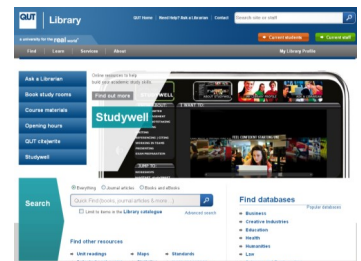 QUT
Library
QUT Home
Need Help? Ask a Librarian
Contact
Search site or staff
a university for the real world
Current students
Current staff
Find
Learn
Services
About
My Library Profile
Ask a Librarian
Book study rooms
Course materials
Opening hours
QUT cite|write
Studywell
Online resources to help
build your academic study skills.
Find out more
Studywell
STUDYWELL
I WANT TO:
Search
Everything
Journal articles
Books and eBooks
Quick Find (books, journal articles & more...)
Limit to items in the Library catalogue
Advanced search
Find other resources
Unit readings
Maps
Standards
Find databases
Popular databases
Business
Creative Industries
Education
Health
Humanities
Law